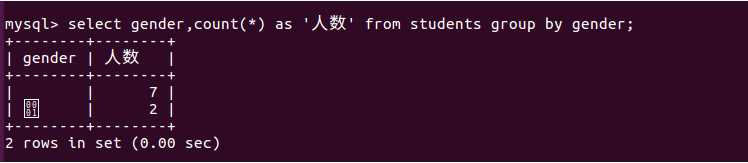 mysql> select gender,count(*) as '人数' from students group by gender;
+--------+--------+
| gender | 人数   |
+--------+--------+
|        |      7 |
| 0001   |      2 |
+--------+--------+
2 rows in set (0.00 sec)